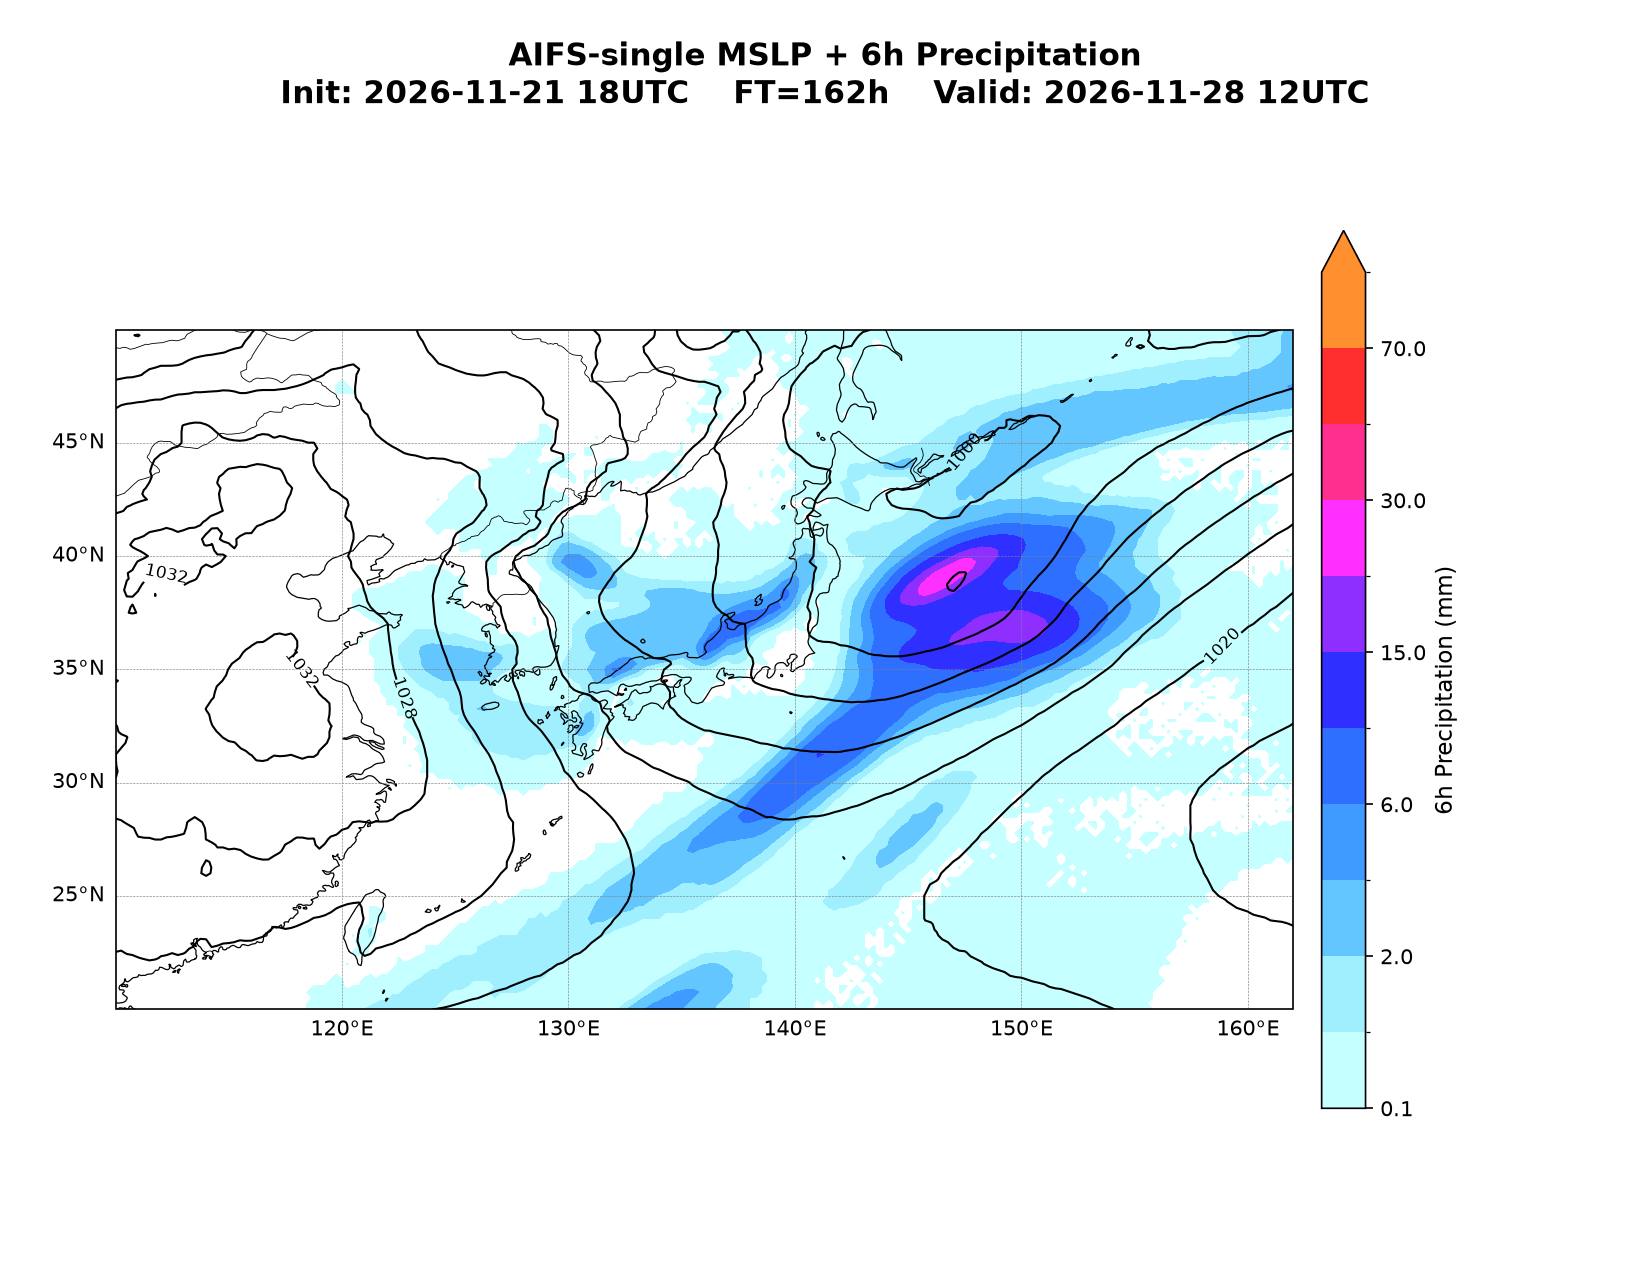 AIFS-single MSLP + 6h Precipitation
Init: 2026-11-21 18UTC    FT=162h    Valid: 2026-11-28 12UTC
70.0
30.0
15.0
6.0
2.0
0.1
6h Precipitation (mm)
45°N
40°N
35°N
30°N
25°N
1000
1032
1032
1028
1020
120°E
130°E
140°E
150°E
160°E